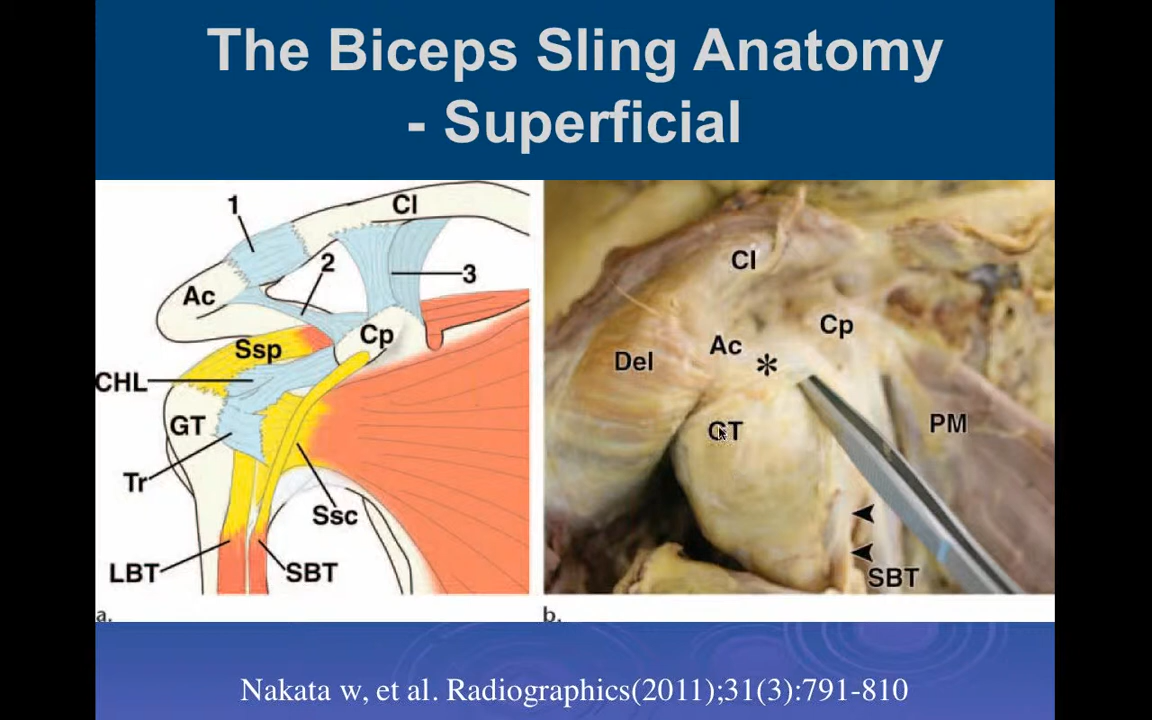 The Biceps Sling Anatomy
- Superficial
1
Cl
2
3
Ac
Cp
Ssp
CHL
GT
Tr
Ssc
LBT
SBT
a.
Cl
Cp
Ac
*
Del
GT
PM
SBT
b.
Nakata w, et al. Radiographics(2011);31(3):791-810